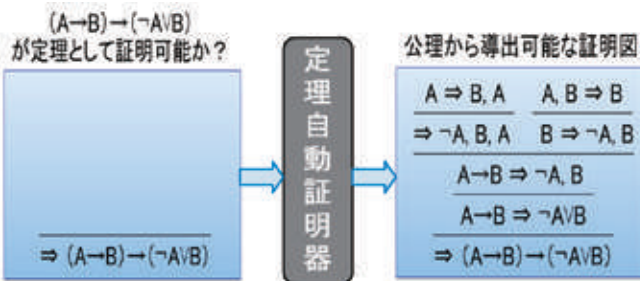 (A→B)→(¬A∨B)
が定理として証明可能か？
⇒ (A→B)→(¬A∨B)
定理自動証明器
公理から導出可能な証明図
A ⇒ B, A A, B ⇒ B
⇒ ¬A, B, A B ⇒ ¬A, B
A→B ⇒ ¬A, B
A→B ⇒ ¬A∨B
⇒ (A→B)→(¬A∨B)